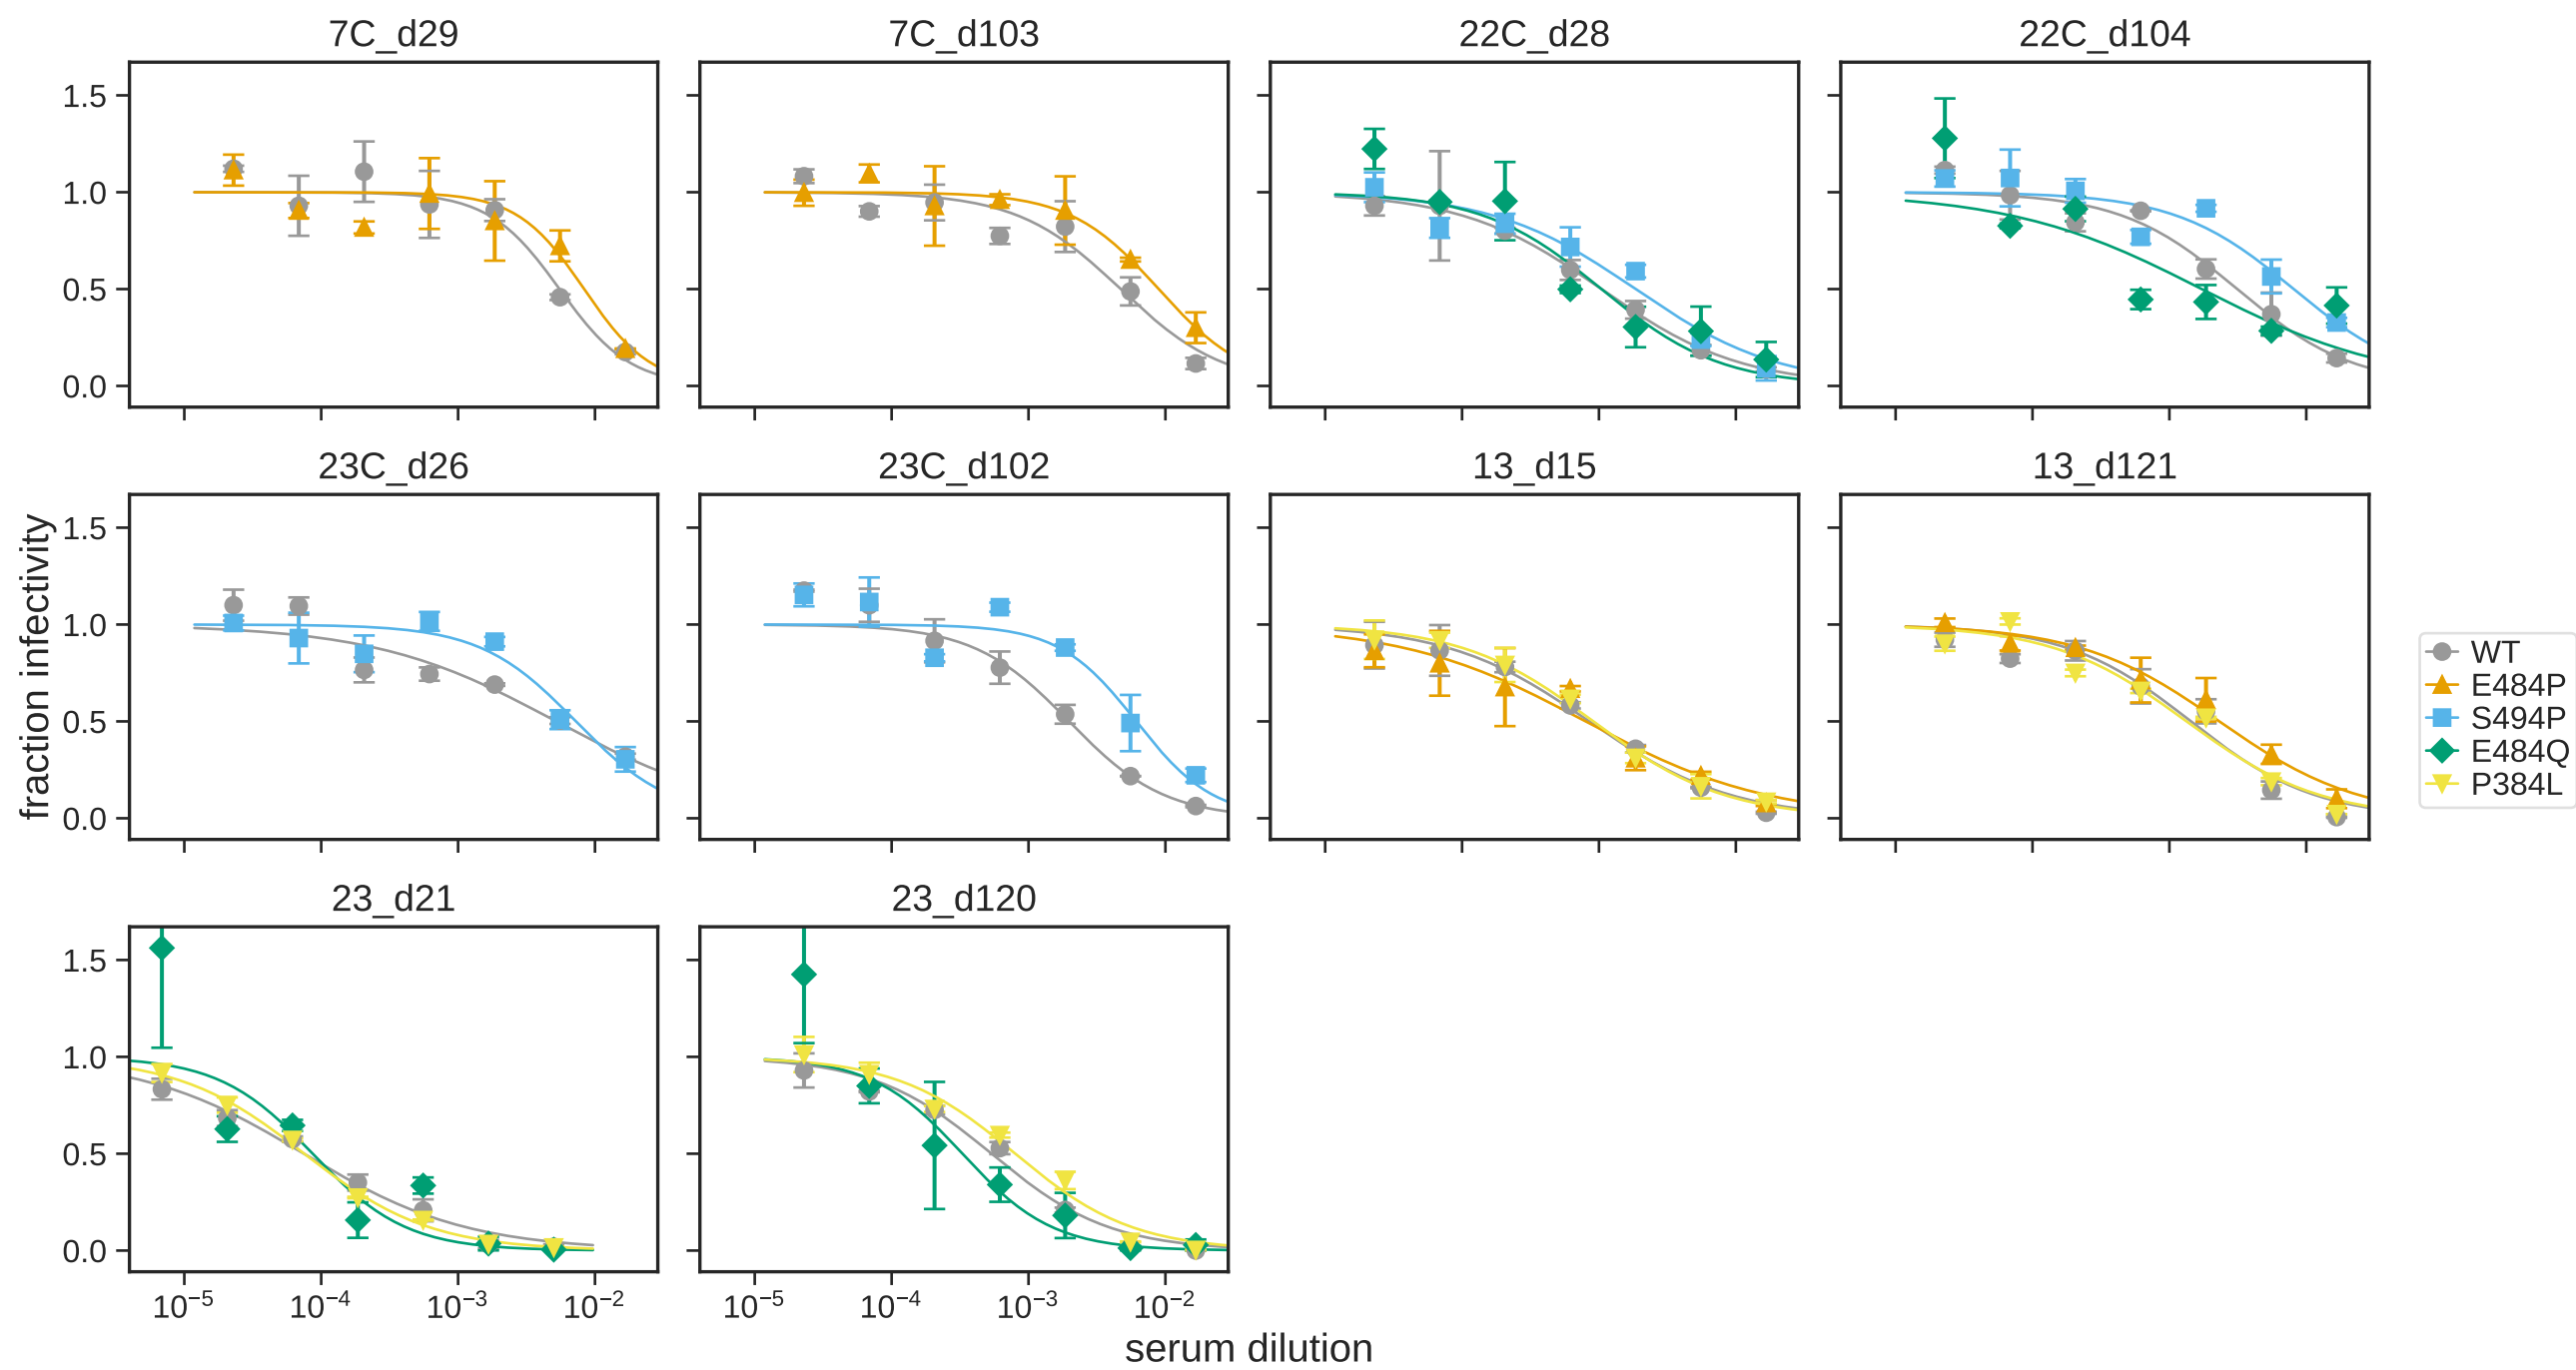 7C_d29
7C_d103
22C_d28
22C_d104
1.5
1.0
0.5
0.0
23C_d26
23C_d102
13_d15
13_d121
fraction infectivity
1.5
1.0
0.5
0.0
WT
E484P
S494P
E484Q
P384L
23_d21
23_d120
1.5
1.0
0.5
0.0
10⁻⁵ 10⁻⁴ 10⁻³ 10⁻²
10⁻⁵ 10⁻⁴ 10⁻³ 10⁻²
serum dilution